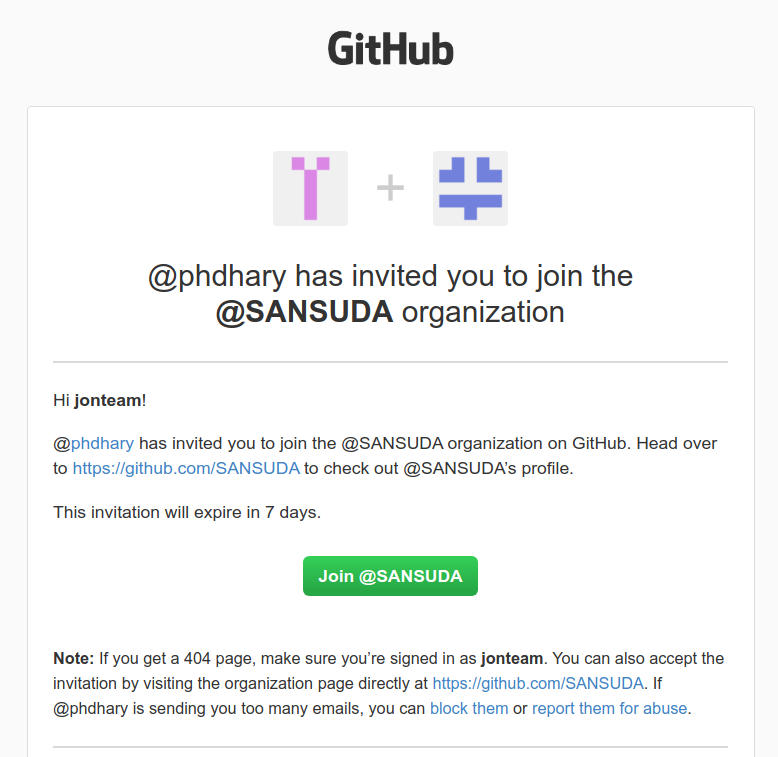 GitHub
@phdhary has invited you to join the
@SANSUDA organization
Hi jonteam!
@phdhary has invited you to join the @SANSUDA organization on GitHub. Head over
to https://github.com/SANSUDA to check out @SANSUDA’s profile.
This invitation will expire in 7 days.
Join @SANSUDA
Note: If you get a 404 page, make sure you’re signed in as jonteam. You can also accept the
invitation by visiting the organization page directly at https://github.com/SANSUDA. If
@phdhary is sending you too many emails, you can block them or report them for abuse.